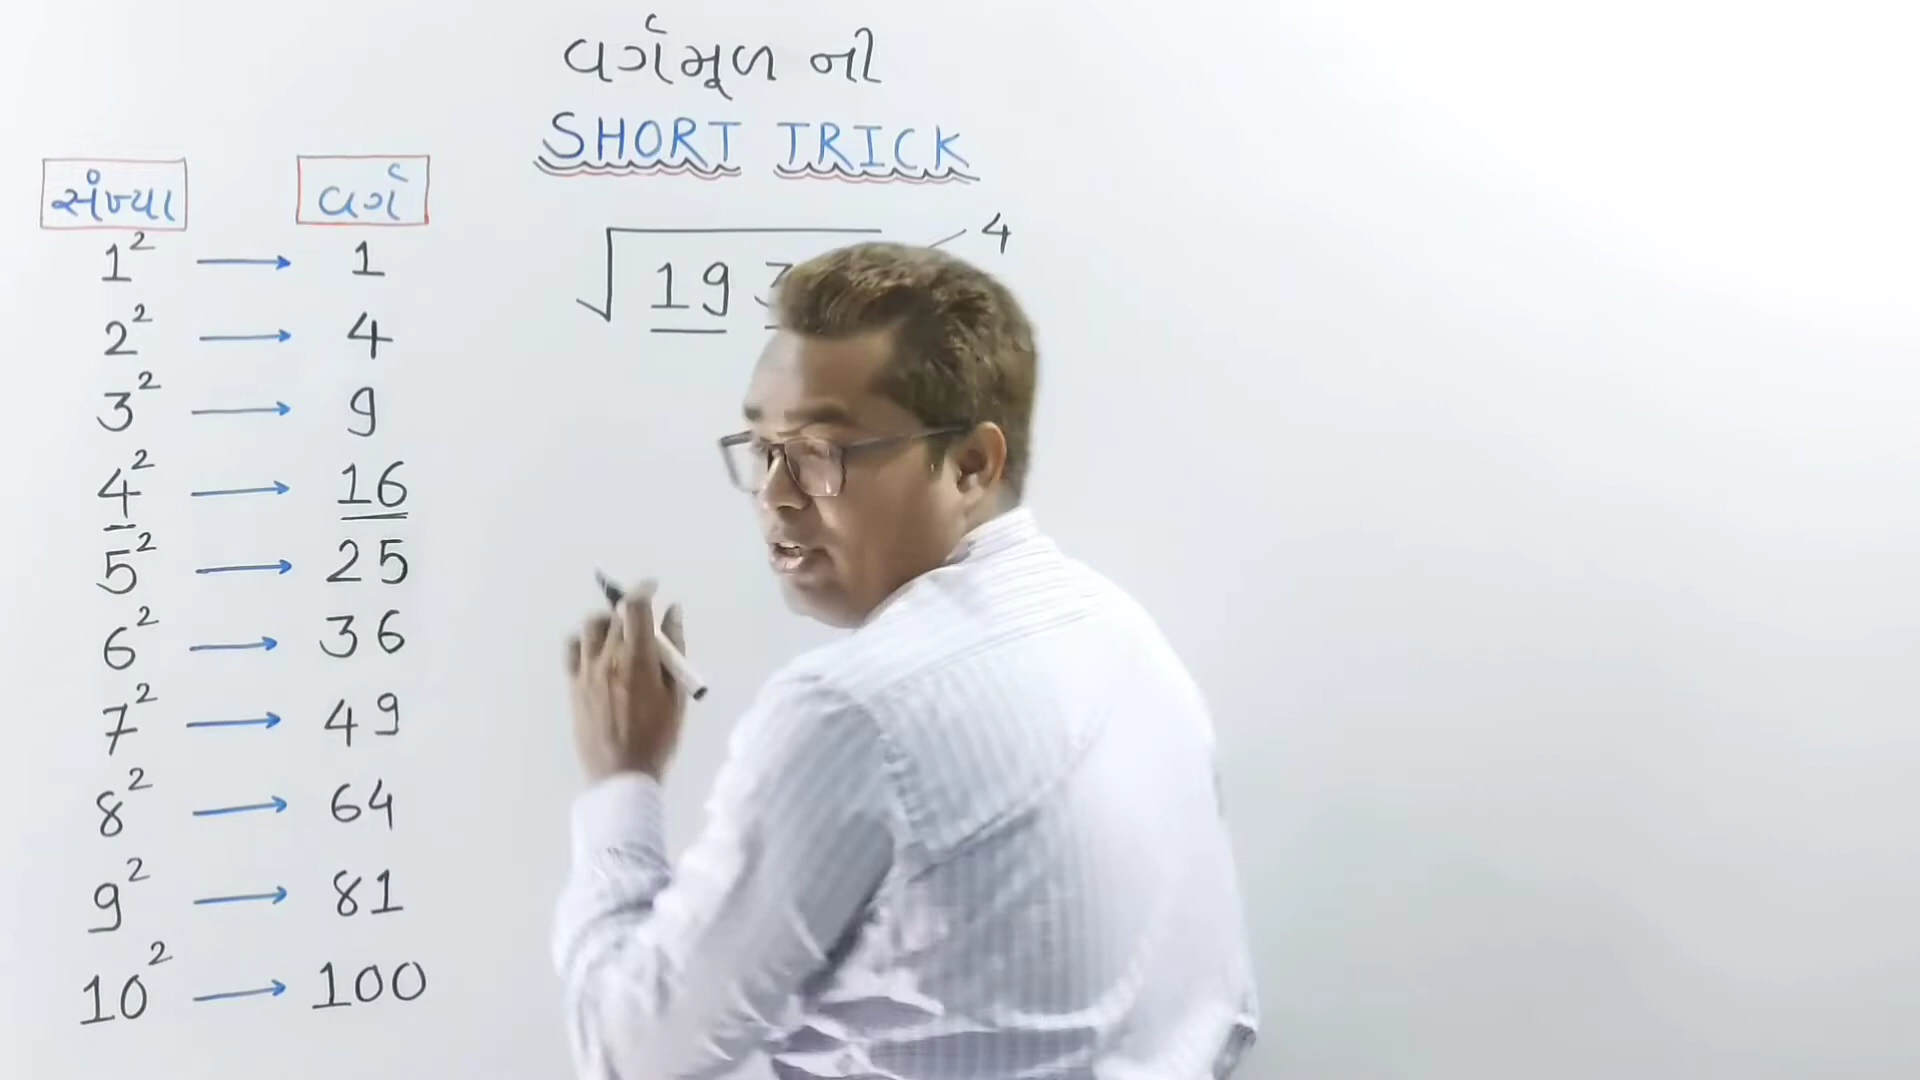 વર્ગમૂળ ની
SHORT TRICK
સંખ્યા વર્ગ
1² → 1
2² → 4
3² → 9
4² → 16
5² → 25
6² → 36
7² → 49
8² → 64
9² → 81
10² → 100
4
√19 3